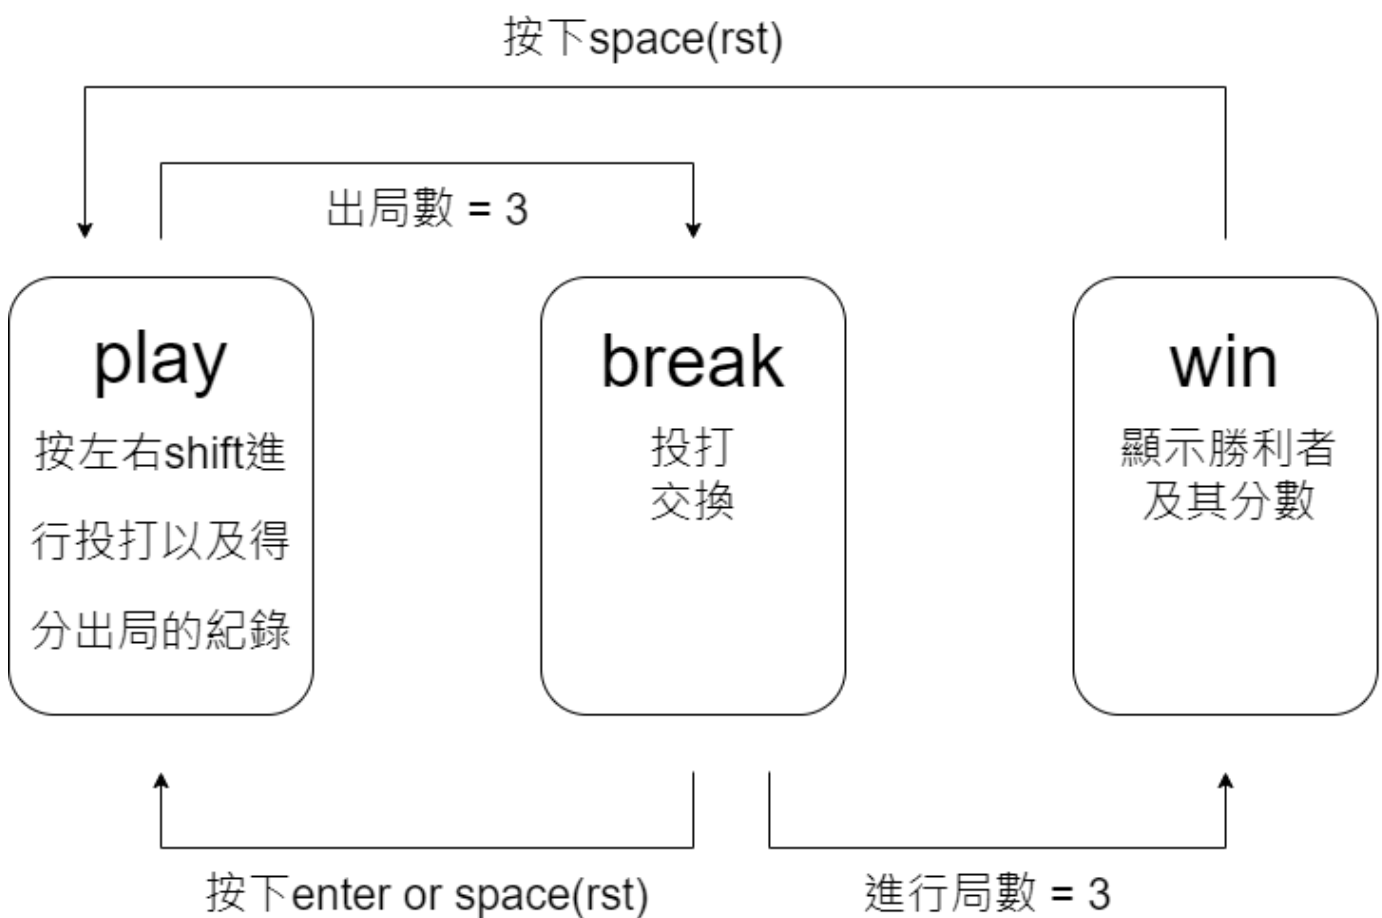 按下space(rst)
出局數 = 3
play
按左右shift進
行投打以及得
分出局的紀錄
break
投打
交換
win
顯示勝利者
及其分數
按下enter or space(rst)
進行局數 = 3